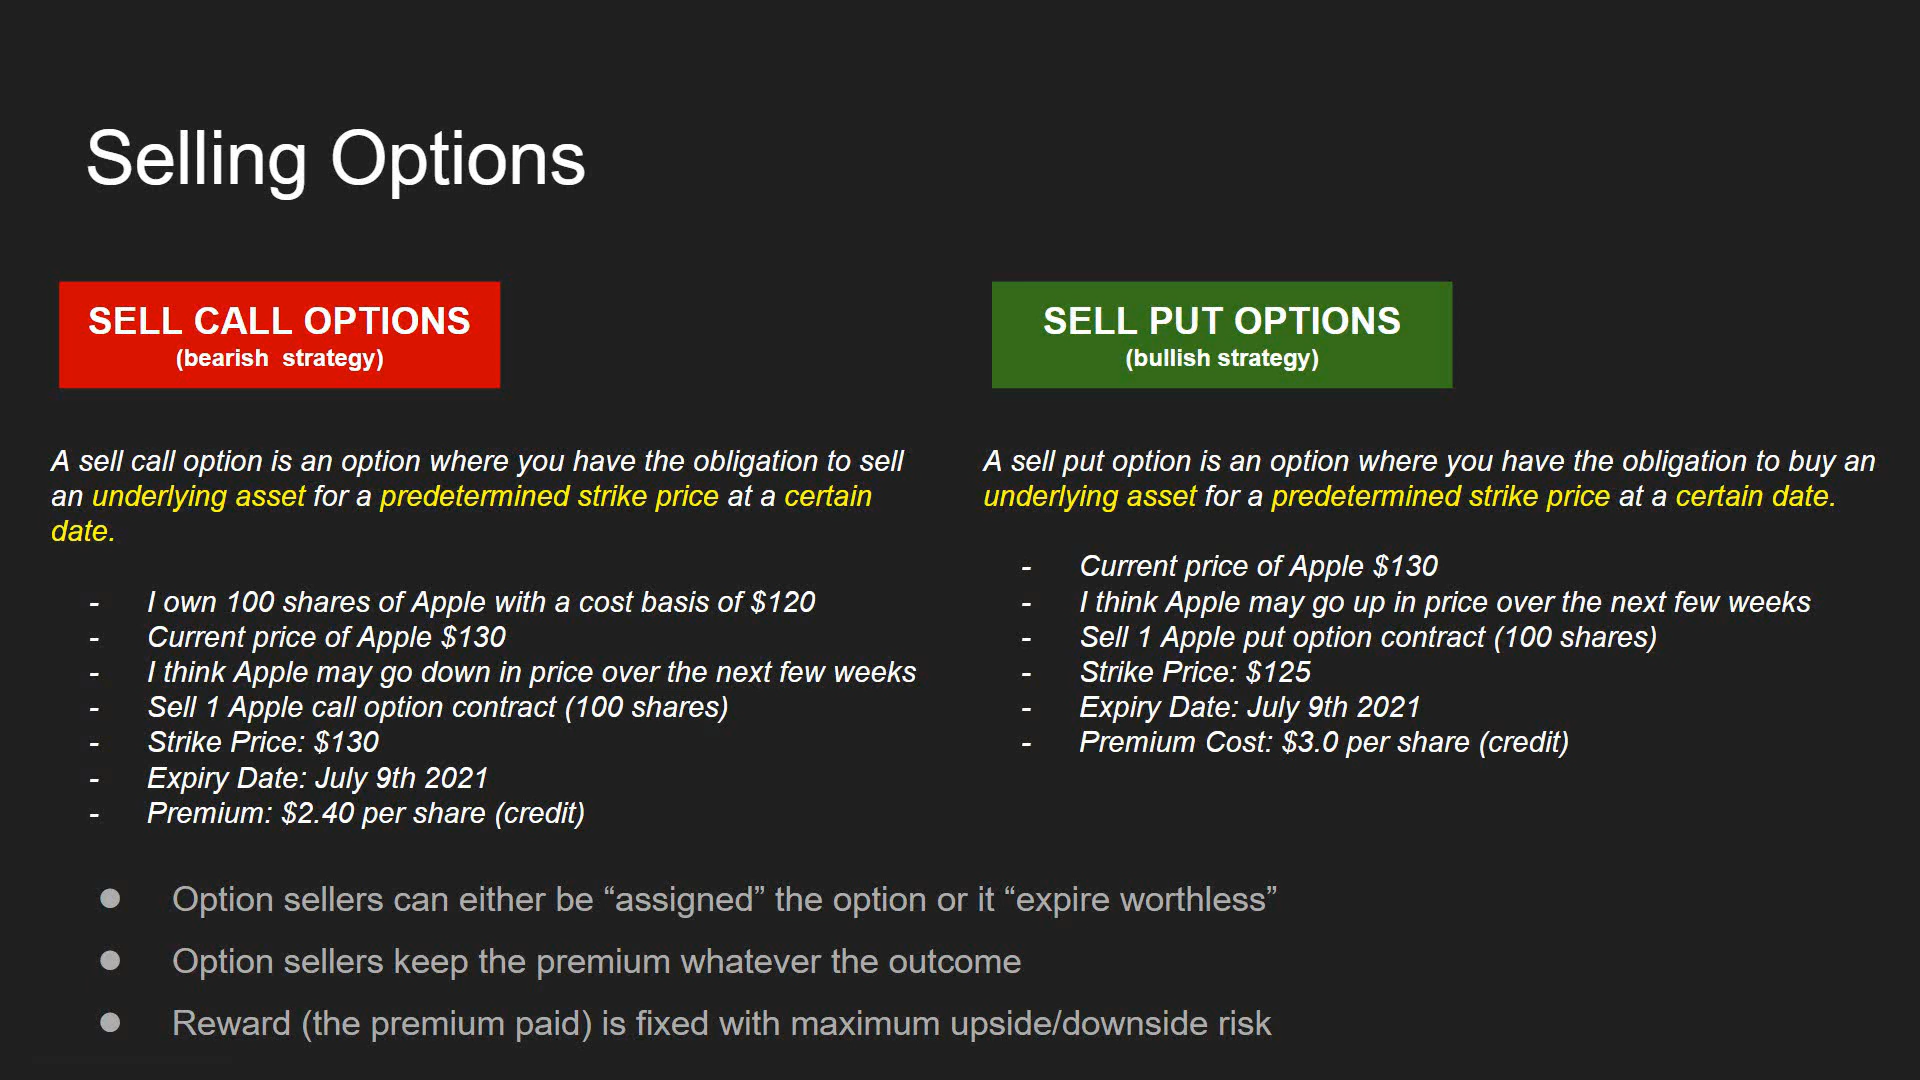 Selling Options
SELL CALL OPTIONS
(bearish strategy)
A sell call option is an option where you have the obligation to sell
an underlying asset for a predetermined strike price at a certain
date.
- I own 100 shares of Apple with a cost basis of $120
- Current price of Apple $130
- I think Apple may go down in price over the next few weeks
- Sell 1 Apple call option contract (100 shares)
- Strike Price: $130
- Expiry Date: July 9th 2021
- Premium: $2.40 per share (credit)
SELL PUT OPTIONS
(bullish strategy)
A sell put option is an option where you have the obligation to buy an
underlying asset for a predetermined strike price at a certain date.
- Current price of Apple $130
- I think Apple may go up in price over the next few weeks
- Sell 1 Apple put option contract (100 shares)
- Strike Price: $125
- Expiry Date: July 9th 2021
- Premium Cost: $3.0 per share (credit)
● Option sellers can either be “assigned” the option or it “expire worthless”
● Option sellers keep the premium whatever the outcome
● Reward (the premium paid) is fixed with maximum upside/downside risk